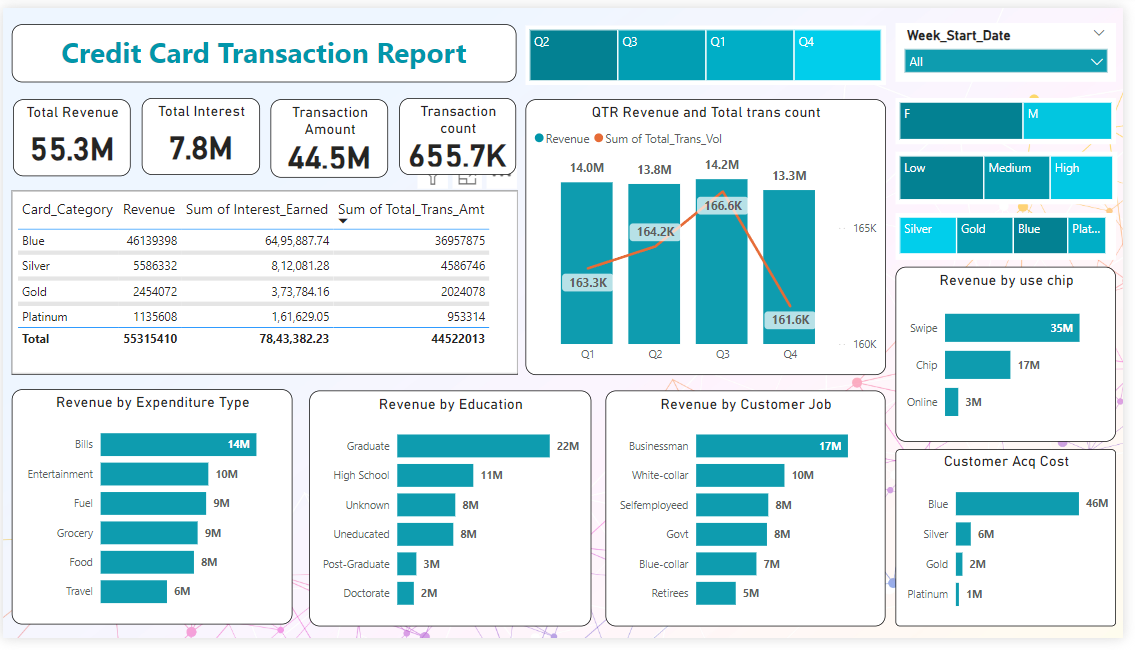 Credit Card Transaction Report
Q2 Q3 Q1 Q4
Week_Start_Date
All
Total Revenue
55.3M
Total Interest
7.8M
Transaction
Amount
44.5M
Transaction
count
655.7K
QTR Revenue and Total trans count
Revenue Sum of Total_Trans_Vol
14.0M 13.8M 14.2M 13.3M
163.3K 164.2K 166.6K 161.6K
165K
160K
Q1 Q2 Q3 Q4
F M
Low Medium High
Silver Gold Blue Plat...
Card_Category Revenue Sum of Interest_Earned Sum of Total_Trans_Amt
Blue 46139398 64,95,887.74 36957875
Silver 5586332 8,12,081.28 4586746
Gold 2454072 3,73,784.16 2024078
Platinum 1135608 1,61,629.05 953314
Total 55315410 78,43,382.23 44522013
Revenue by use chip
Swipe 35M
Chip 17M
Online 3M
Revenue by Expenditure Type
Bills 14M
Entertainment 10M
Fuel 9M
Grocery 9M
Food 8M
Travel 6M
Revenue by Education
Graduate 22M
High School 11M
Unknown 8M
Uneducated 8M
Post-Graduate 3M
Doctorate 2M
Revenue by Customer Job
Businessman 17M
White-collar 10M
Selfemployeed 8M
Govt 8M
Blue-collar 7M
Retirees 5M
Customer Acq Cost
Blue 46M
Silver 6M
Gold 2M
Platinum 1M